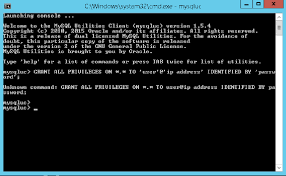 C:\Windows\system32\cmd.exe - mysqluc
Launching console ...
Welcome to the MySQL Utilities Client (mysqluc) version 1.5.4
Copyright (c) 2010, 2015 Oracle and/or its affiliates. All rights reserved.
This is a release of dual licensed MySQL Utilities. For the avoidance of
doubt, this particular copy of the software is released
under the version 2 of the GNU General Public License.
MySQL Utilities is brought to you by Oracle.
Type 'help' for a list of commands or press TAB twice for list of utilities.
mysqluc> GRANT ALL PRIVILEGES ON *.* TO 'user'@'ip address' IDENTIFIED BY 'passw
ord';
Unknown command: GRANT ALL PRIVILEGES ON *.* TO user@ip address IDENTIFIED BY pa
ssword;
mysqluc>
mysqluc> _